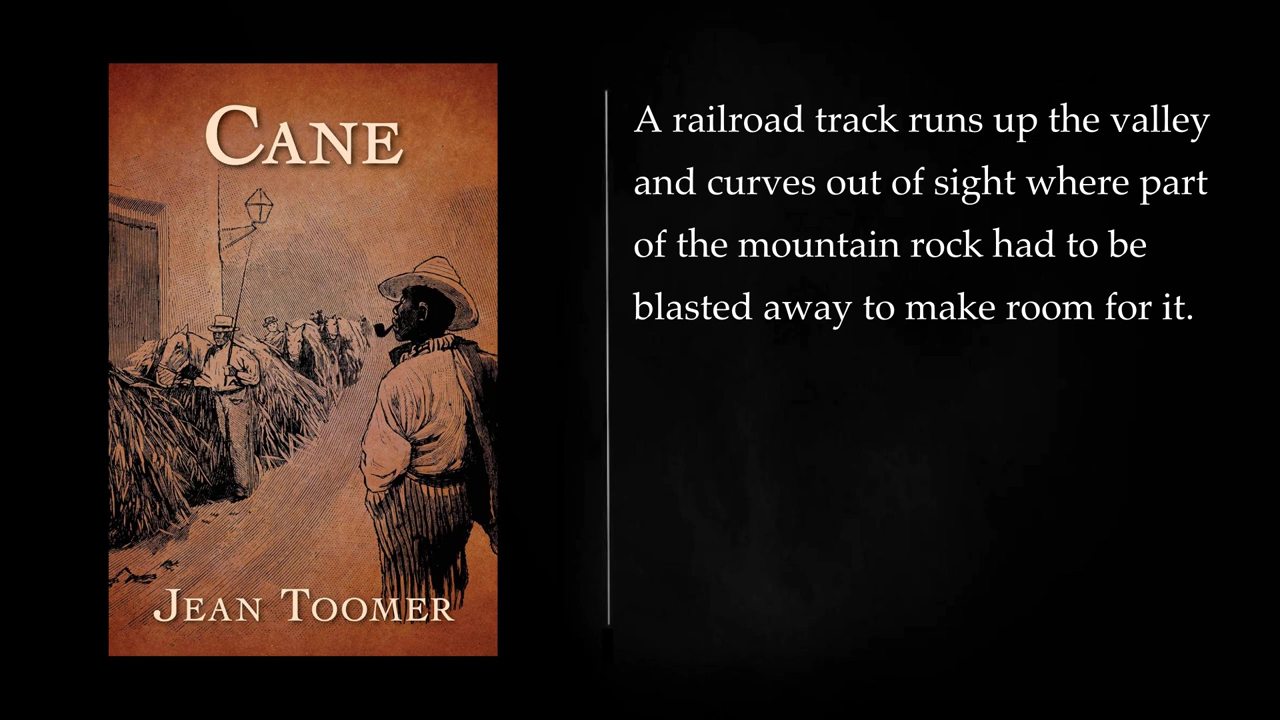 CANE
JEAN TOOMER
A railroad track runs up the valley
and curves out of sight where part
of the mountain rock had to be
blasted away to make room for it.